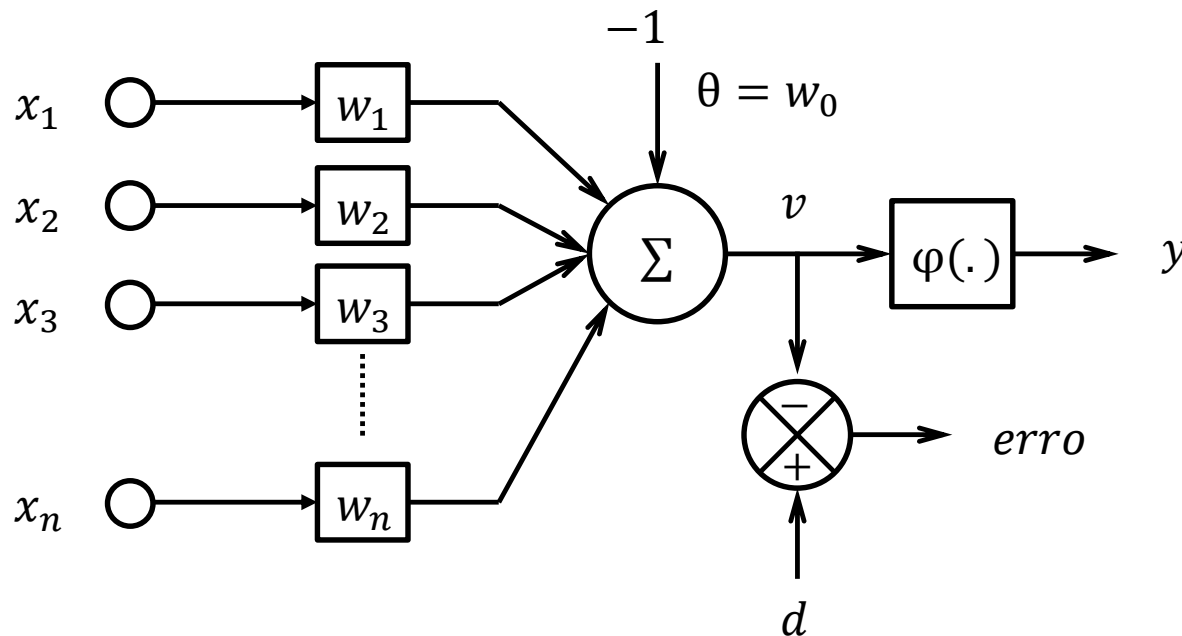 −1
θ = w₀
x₁ w₁
x₂ w₂
x₃ w₃
xₙ wₙ
Σ
v
φ(.)
y
−
+
erro
d